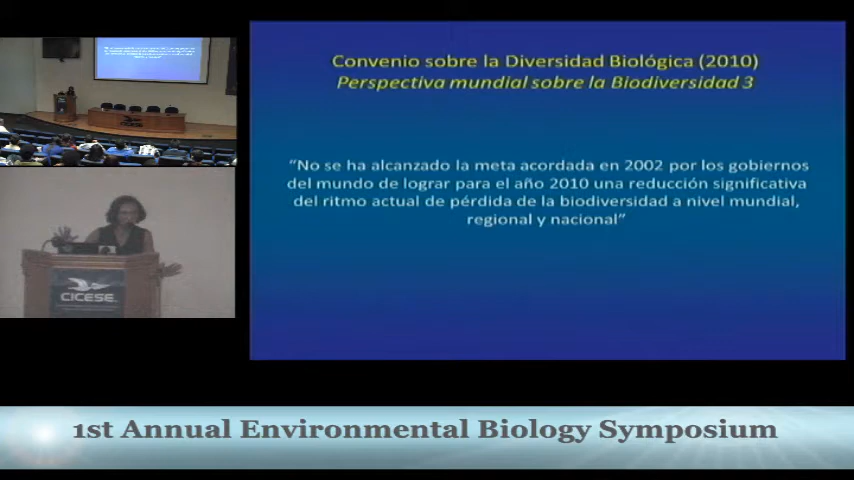 Convenio sobre la Diversidad Biológica (2010)
Perspectiva mundial sobre la Biodiversidad 3
“No se ha alcanzado la meta acordada en 2002 por los gobiernos
del mundo de lograr para el año 2010 una reducción significativa
del ritmo actual de pérdida de la biodiversidad a nivel mundial,
regional y nacional”
CICESE
1st Annual Environmental Biology Symposium